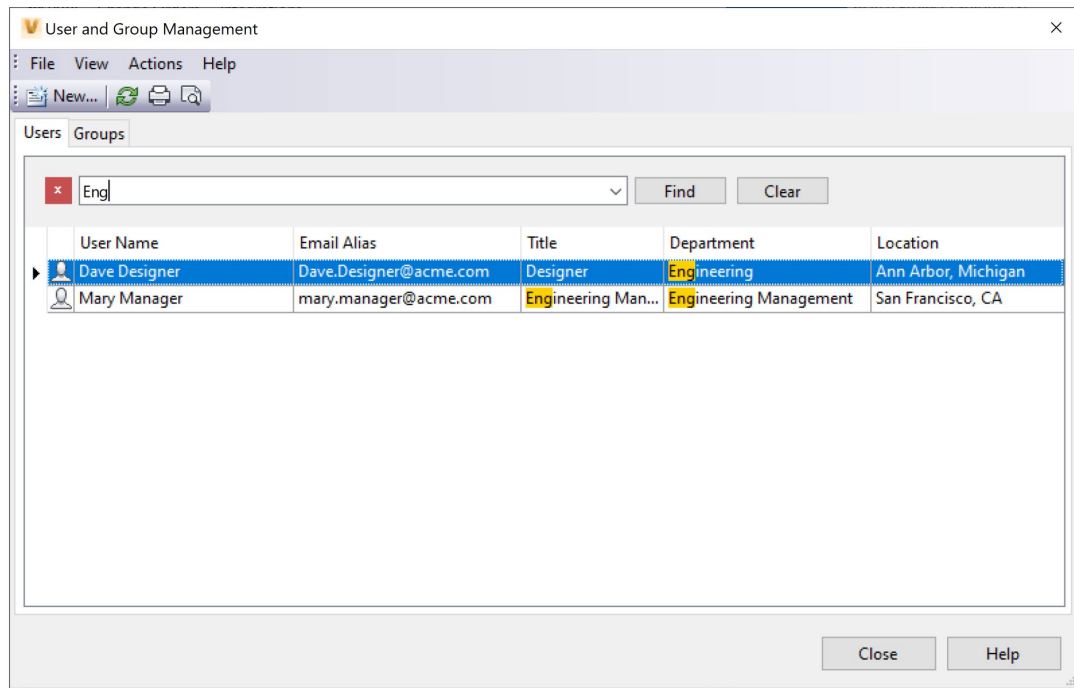 User and Group Management
File View Actions Help
New...
Users Groups
x Eng Find Clear
User Name Email Alias Title Department Location
Dave Designer Dave.Designer@acme.com Designer Engineering Ann Arbor, Michigan
Mary Manager mary.manager@acme.com Engineering Man... Engineering Management San Francisco, CA
Close Help